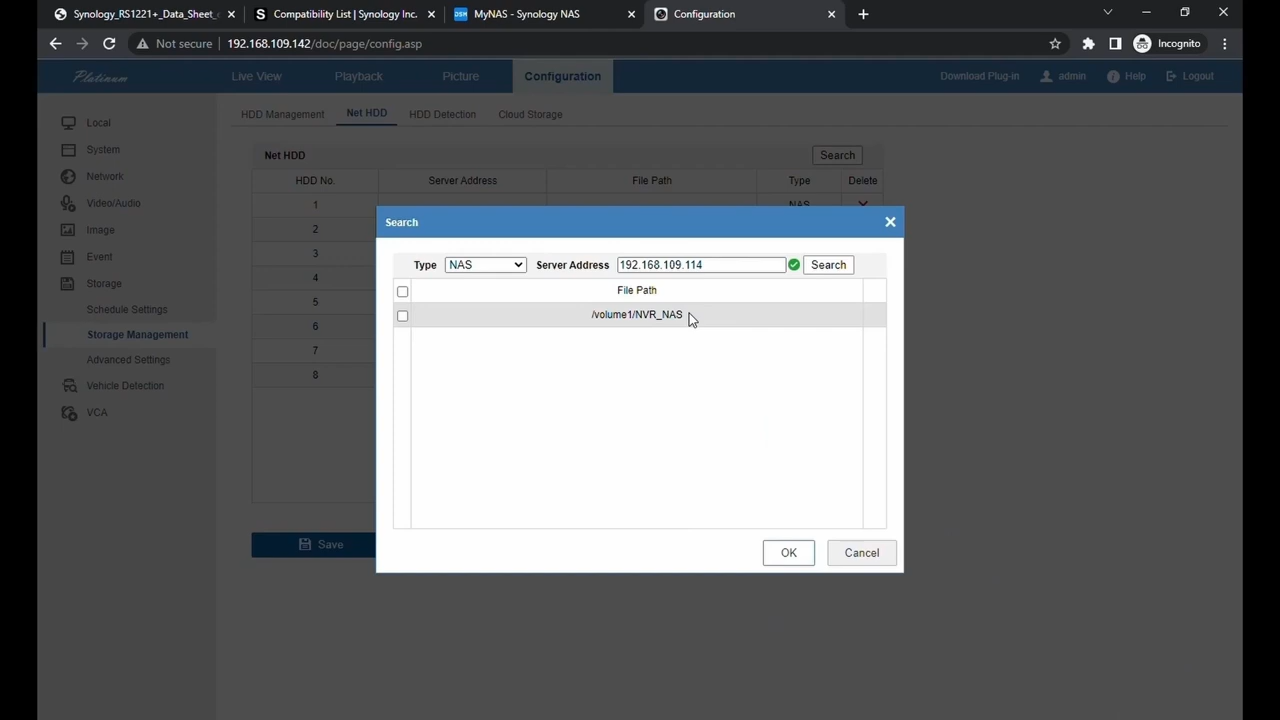 Synology_RS1221+_Data_Sheet_
Compatibility List | Synology Inc.
MyNAS - Synology NAS
Configuration
Not secure
192.168.109.142/doc/page/config.asp
Incognito
Platinum
Live View
Playback
Picture
Configuration
Download Plug-in
admin
Help
Logout
Local
System
Network
Video/Audio
Image
Event
Storage
Schedule Settings
Storage Management
Advanced Settings
Vehicle Detection
VCA
HDD Management
Net HDD
HDD Detection
Cloud Storage
Net HDD
Search
HDD No.
Server Address
File Path
Type
Delete
1
NAS
2
3
4
5
6
7
8
Save
Search
Type
NAS
Server Address
192.168.109.114
Search
File Path
/volume1/NVR_NAS
OK
Cancel